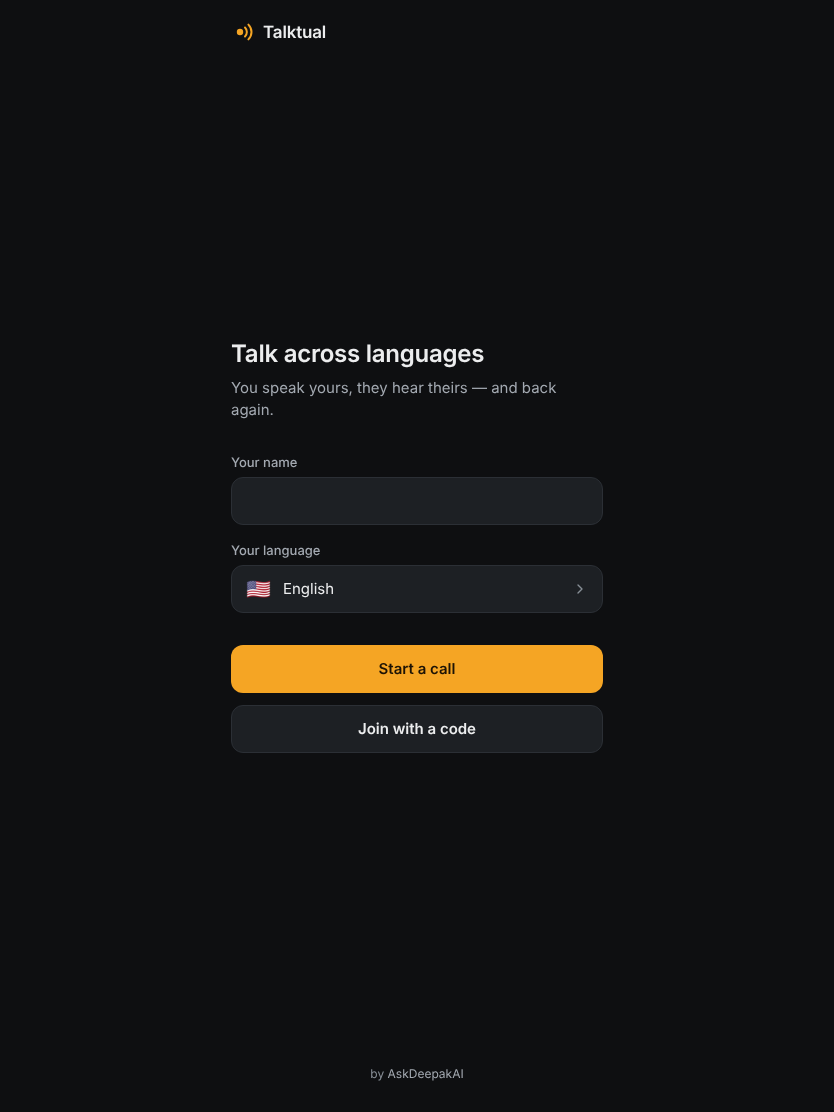 Talktual
Talk across languages
You speak yours, they hear theirs — and back
again.
Your name
Your language
English
Start a call
Join with a code
by AskDeepakAI